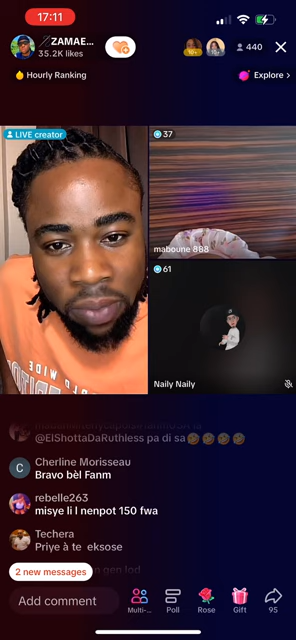 17:11
ZAMAE...
35.2K likes
440
Hourly Ranking
Explore >
LIVE creator
37
maboune 888
61
Naily Naily
@ElShottaDaRuthless pa di sa🤣🤣🤣🤣
C
Cherline Morisseau
Bravo bèl Fanm
rebelle263
misye li l nenpot 150 fwa
Techera
Priye à te eksose
2 new messages
gen lod
Add comment
Multi-...
Poll
Rose
Gift
95